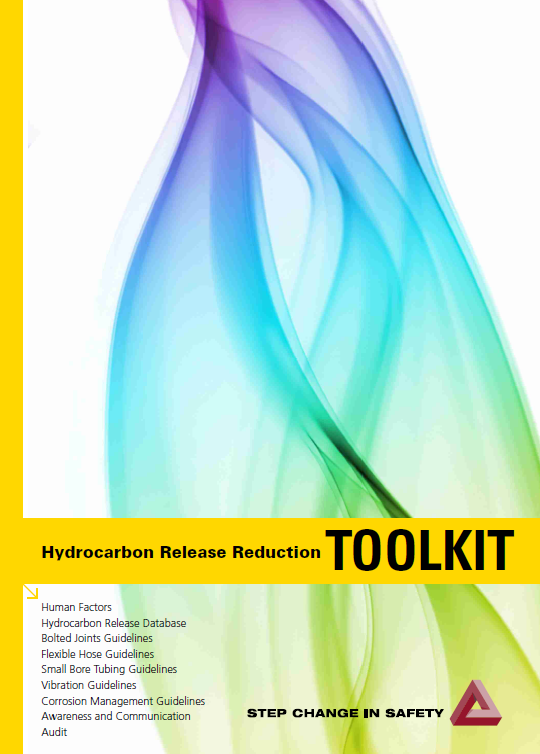 Hydrocarbon Release Reduction TOOLKIT
Human Factors
Hydrocarbon Release Database
Bolted Joints Guidelines
Flexible Hose Guidelines
Small Bore Tubing Guidelines
Vibration Guidelines
Corrosion Management Guidelines
Awareness and Communication
Audit
STEP CHANGE IN SAFETY